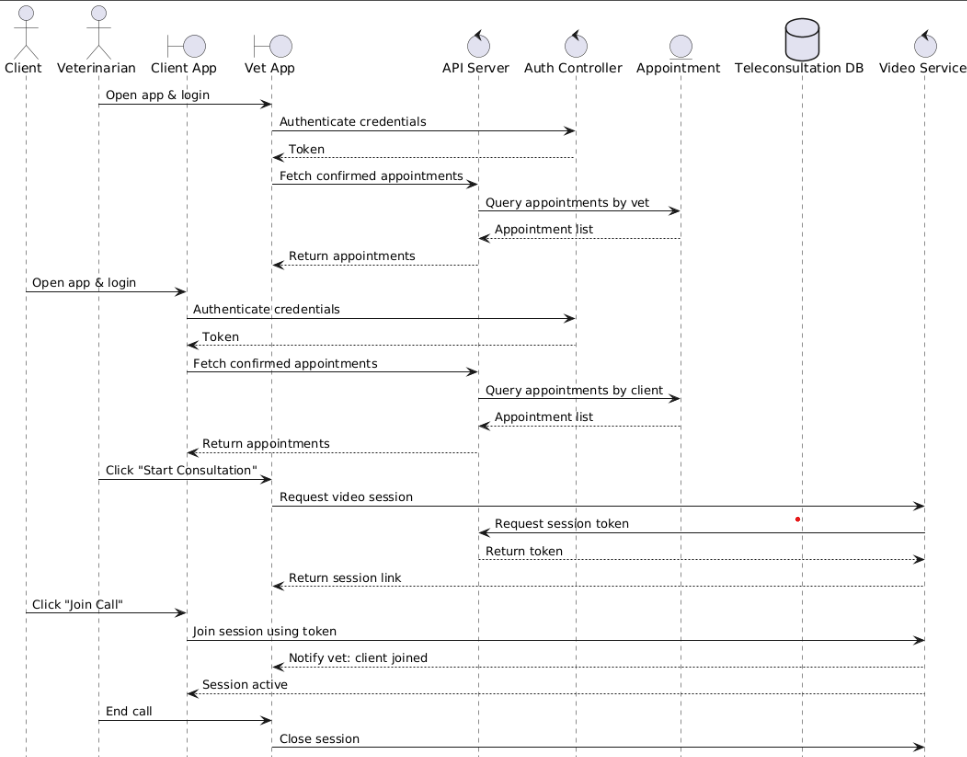 Client
Veterinarian
Client App
Vet App
API Server
Auth Controller
Appointment
Teleconsultation DB
Video Service
Open app & login
Authenticate credentials
Token
Fetch confirmed appointments
Query appointments by vet
Appointment list
Return appointments
Open app & login
Authenticate credentials
Token
Fetch confirmed appointments
Query appointments by client
Appointment list
Return appointments
Click "Start Consultation"
Request video session
Request session token
Return token
Return session link
Click "Join Call"
Join session using token
Notify vet: client joined
Session active
End call
Close session